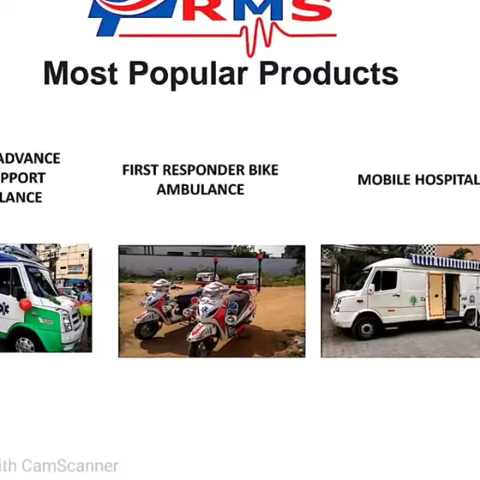 RMS
Most Popular Products
ADVANCE
PPORT
LANCE
FIRST RESPONDER BIKE
AMBULANCE
MOBILE HOSPITAL
ith CamScanner